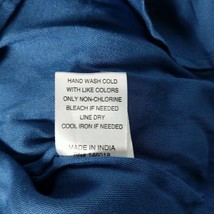 HAND WASH COLD
WITH LIKE COLORS
ONLY NON-CHLORINE
BLEACH IF NEEDED
LINE DRY
COOL IRON IF NEEDED
MADE IN INDIA